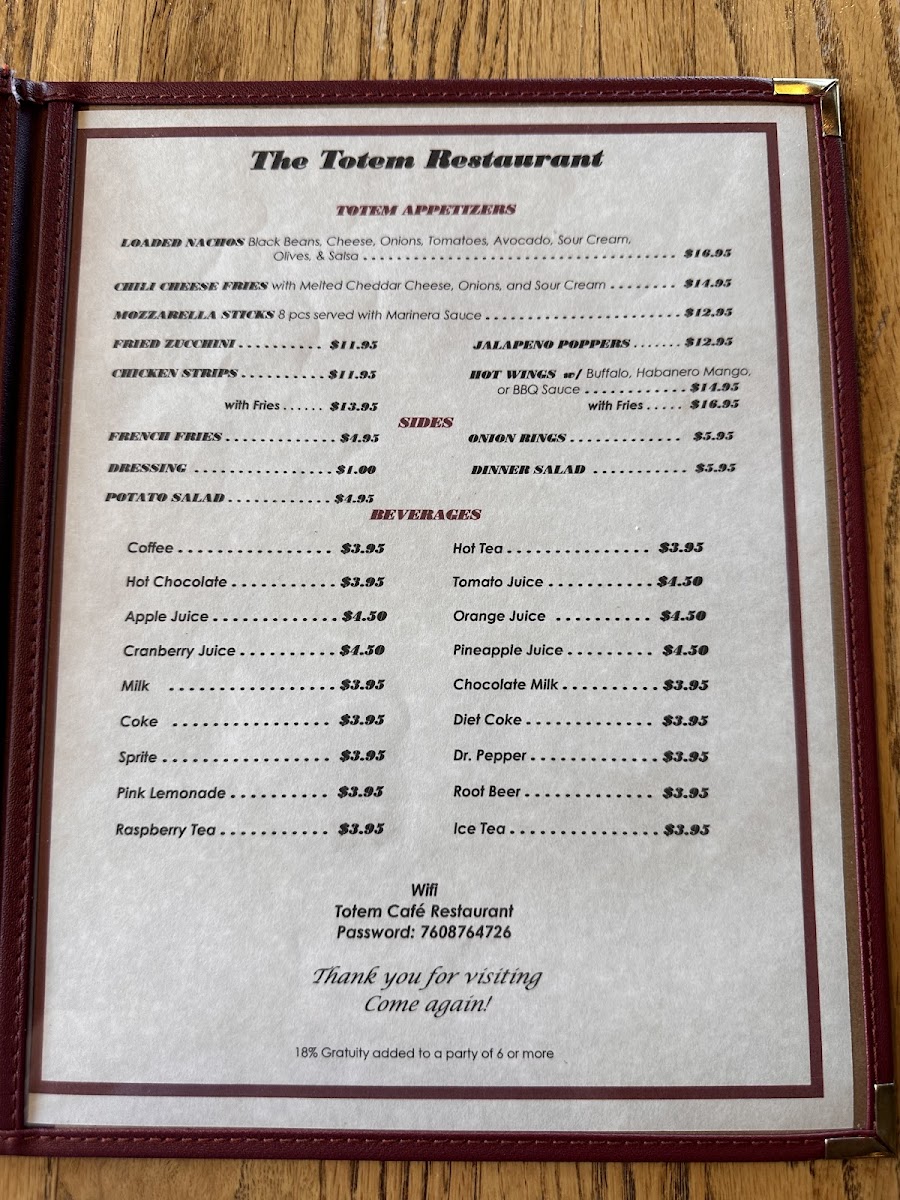 The Totem Restaurant
TOTEM APPETIZERS
LOADED NACHOS Black Beans, Cheese, Onions, Tomatoes, Avocado, Sour Cream,
Olives, & Salsa . . . . . . . . . . $16.95
CHILI CHEESE FRIES with Melted Cheddar Cheese, Onions, and Sour Cream . . . . . . . . $14.95
MOZZARELLA STICKS 8 pcs served with Marinera Sauce . . . . . . . . . . $12.95
FRIED ZUCCHINI . . . . . . . . . . $11.95 JALAPENO POPPERS . . . . . . . $12.95
CHICKEN STRIPS . . . . . . . . . . $11.95 HOT WINGS w/ Buffalo, Habanero Mango,
or BBQ Sauce . . . . . . . . . . $14.95
with Fries . . . . . . $13.95 with Fries . . . . . $16.95
SIDES
FRENCH FRIES . . . . . . . . . . $4.95 ONION RINGS . . . . . . . . . . $5.95
DRESSING . . . . . . . . . . $1.00 DINNER SALAD . . . . . . . . . . $5.95
POTATO SALAD . . . . . . . . . . $4.95
BEVERAGES
Coffee . . . . . . . . . . $3.95 Hot Tea . . . . . . . . . . $3.95
Hot Chocolate . . . . . . . . . . $3.95 Tomato Juice . . . . . . . . . . $4.50
Apple Juice . . . . . . . . . . $4.50 Orange Juice . . . . . . . . . . $4.50
Cranberry Juice . . . . . . . . . . $4.50 Pineapple Juice . . . . . . . . . $4.50
Milk . . . . . . . . . . $3.95 Chocolate Milk . . . . . . . . . . $3.95
Coke . . . . . . . . . . $3.95 Diet Coke . . . . . . . . . . $3.95
Sprite . . . . . . . . . . $3.95 Dr. Pepper . . . . . . . . . . $3.95
Pink Lemonade . . . . . . . . . . $3.95 Root Beer . . . . . . . . . . $3.95
Raspberry Tea . . . . . . . . . . $3.95 Ice Tea . . . . . . . . . . $3.95
Wifi
Totem Café Restaurant
Password: 7608764726
Thank you for visiting
Come again!
18% Gratuity added to a party of 6 or more